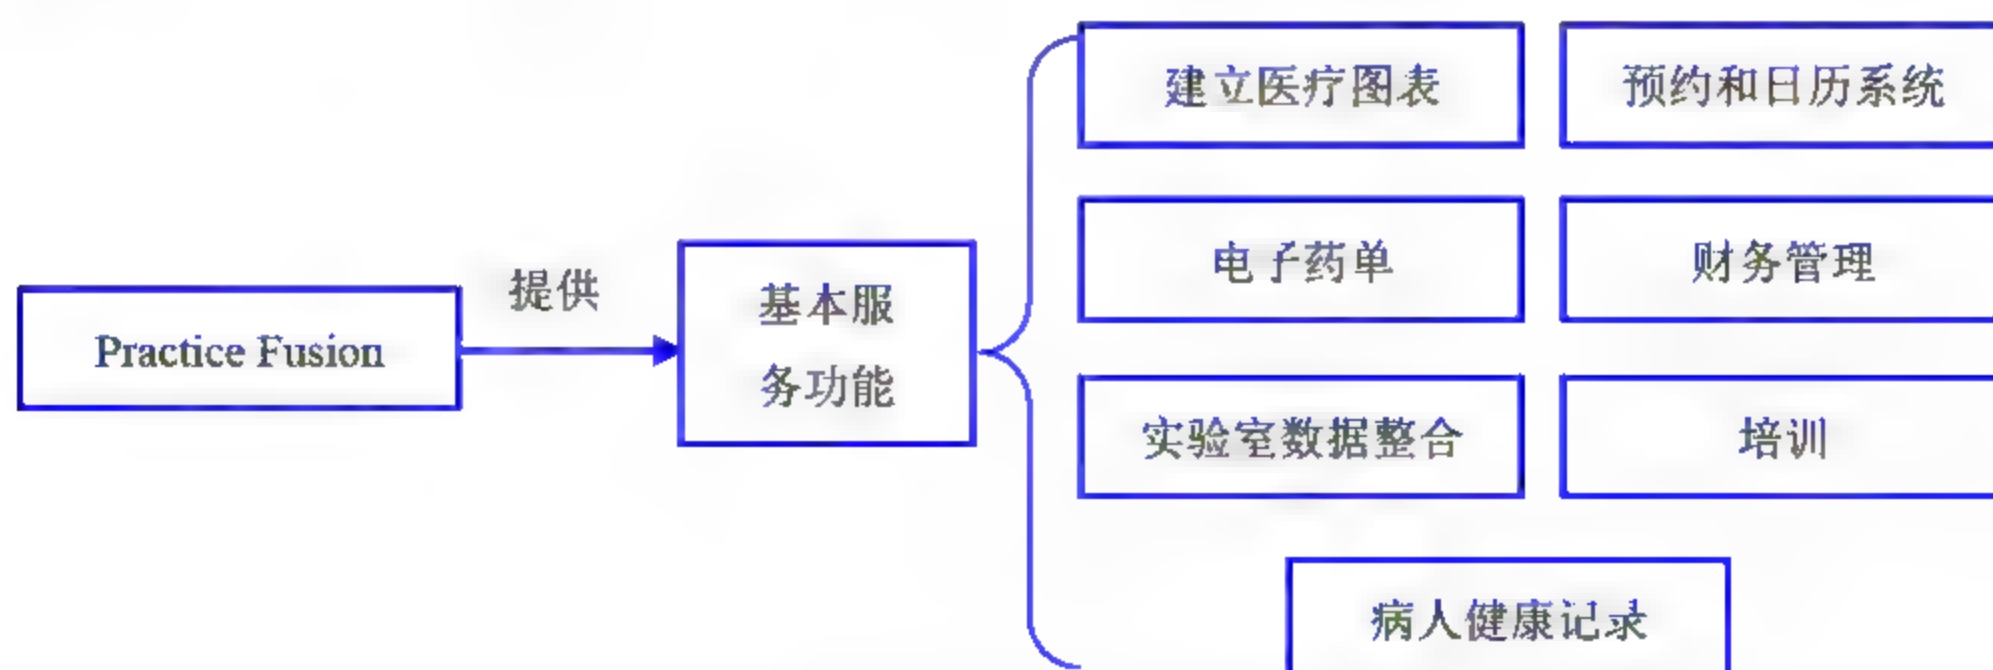 建立医疗图表
预约和日历系统
电子药单
财务管理
提供
基本服
务功能
Practice Fusion
实验室数据整合
培训
病人健康记录